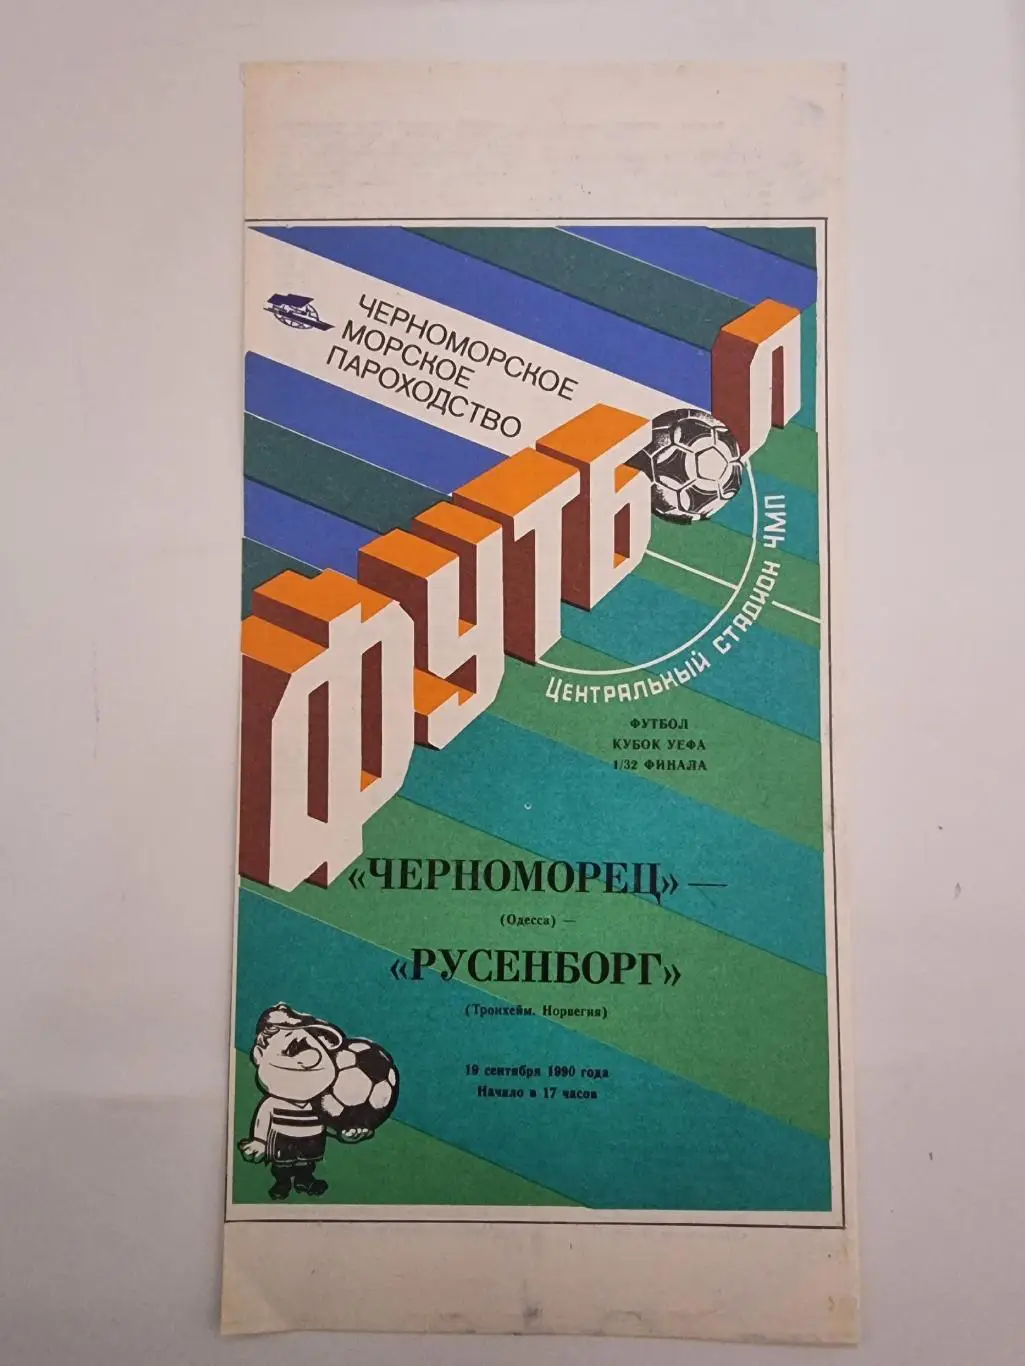 ЧЕРНОМОРСКОЕ
МОРСКОЕ
ПАРОХОДСТВО
ФУТБОЛ
ЦЕНТРАЛЬНЫЙ СТАДИОН ЧМП
ФУТБОЛ
КУБОК УЕФА
1/32 ФИНАЛА
«ЧЕРНОМОРЕЦ» —
(Одесса) —
«РУСЕНБОРГ»
(Тронхейм. Норвегия)
19 сентября 1990 года
Начало в 17 часов